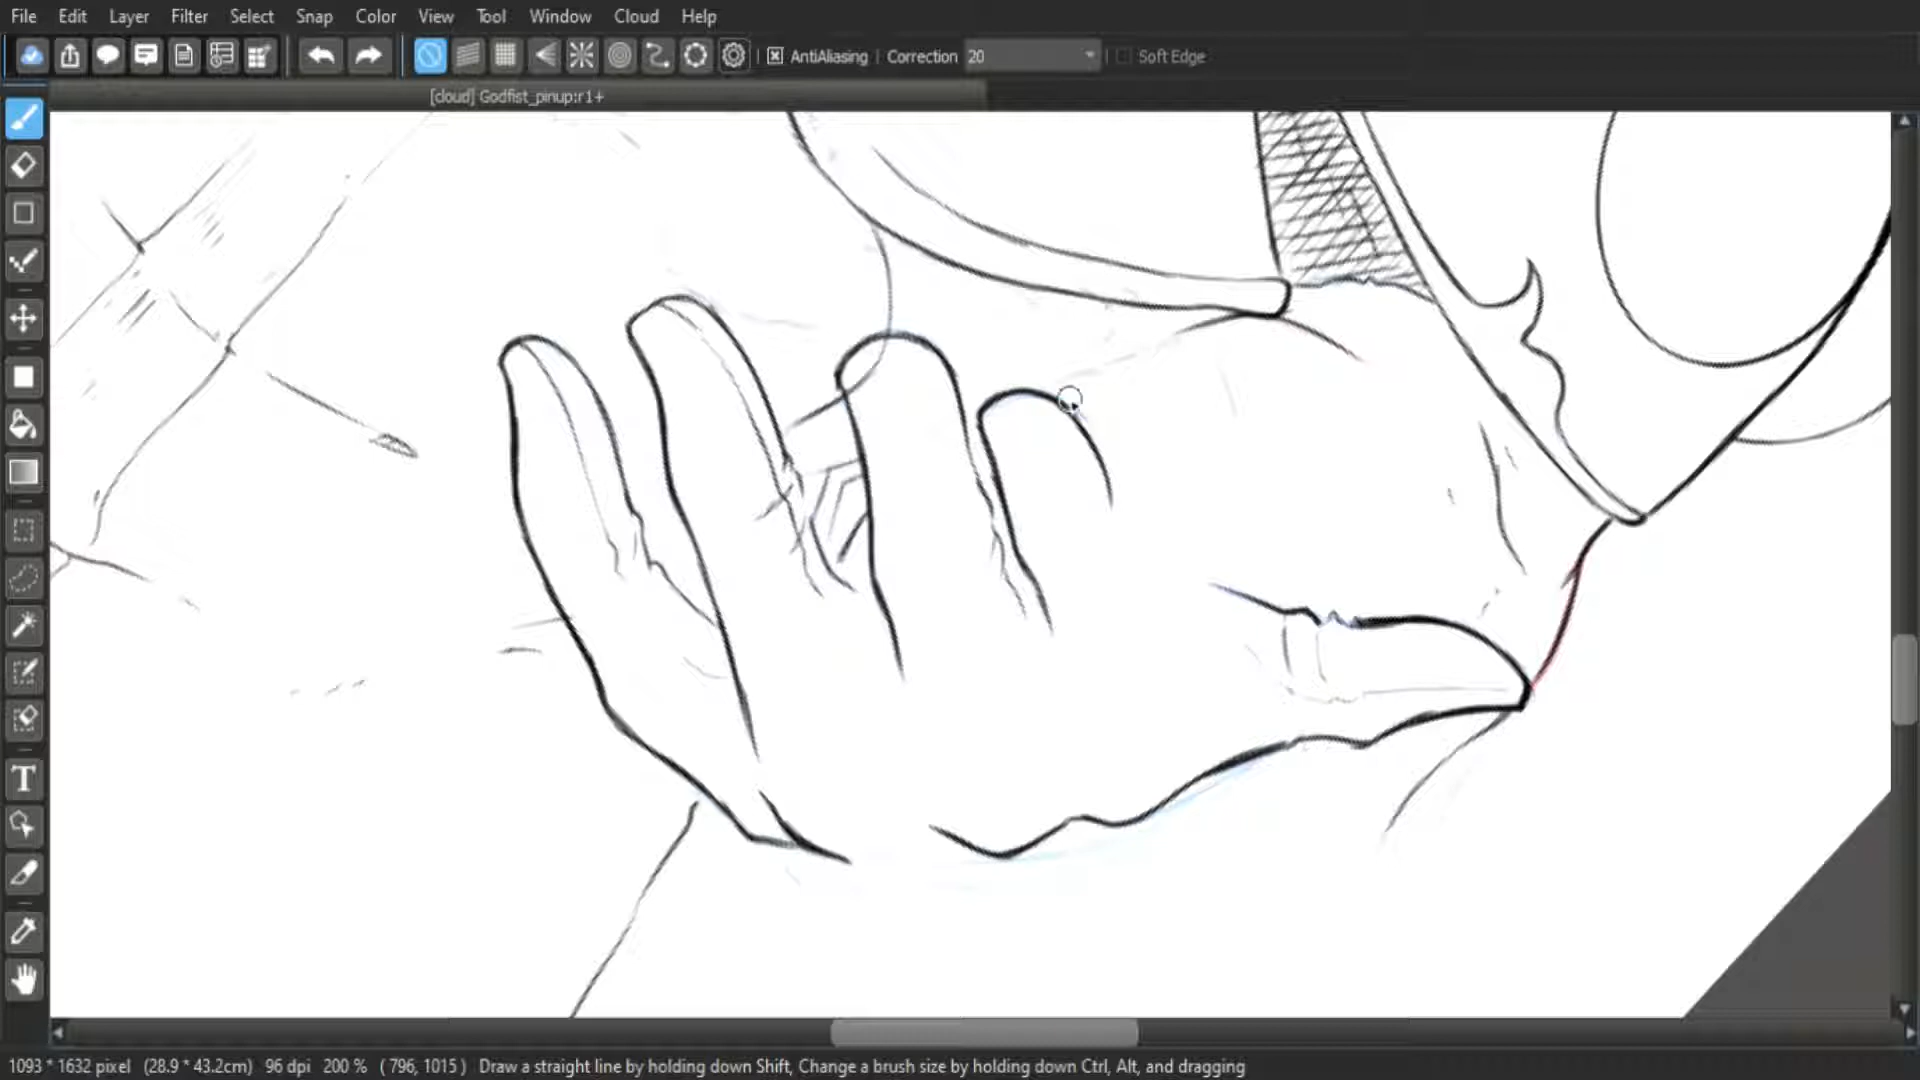 File Edit Layer Filter Select Snap Color View Tool Window Cloud Help
AntiAliasing Correction 20 Soft Edge
[cloud] Godfist_pinup:r1+
T
1093 * 1632 pixel (28.9 * 43.2cm) 96 dpi 200 % ( 796, 1015 ) Draw a straight line by holding down Shift, Change a brush size by holding down Ctrl, Alt, and dragging